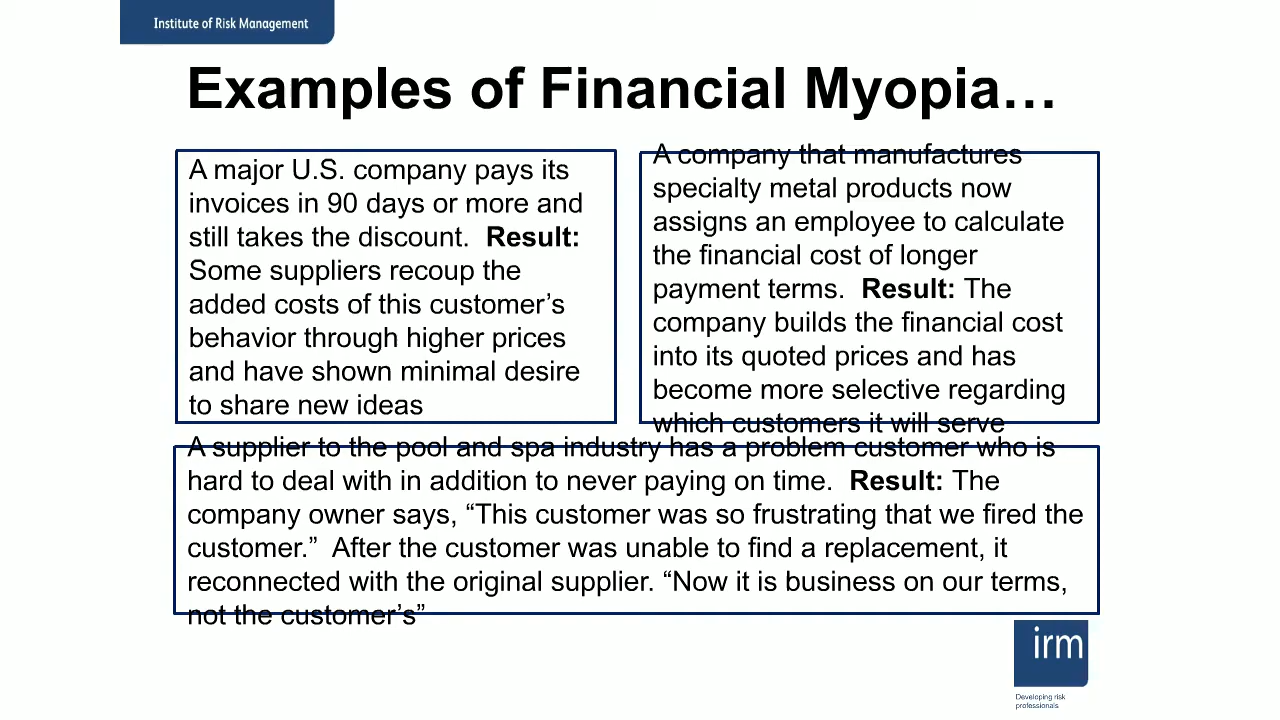 Institute of Risk Management
Examples of Financial Myopia…
A major U.S. company pays its
invoices in 90 days or more and
still takes the discount.  Result:
Some suppliers recoup the
added costs of this customer’s
behavior through higher prices
and have shown minimal desire
to share new ideas
A company that manufactures
specialty metal products now
assigns an employee to calculate
the financial cost of longer
payment terms.  Result: The
company builds the financial cost
into its quoted prices and has
become more selective regarding
which customers it will serve
A supplier to the pool and spa industry has a problem customer who is
hard to deal with in addition to never paying on time.  Result: The
company owner says, “This customer was so frustrating that we fired the
customer.”  After the customer was unable to find a replacement, it
reconnected with the original supplier. “Now it is business on our terms,
not the customer’s”
irm
Developing risk
professionals